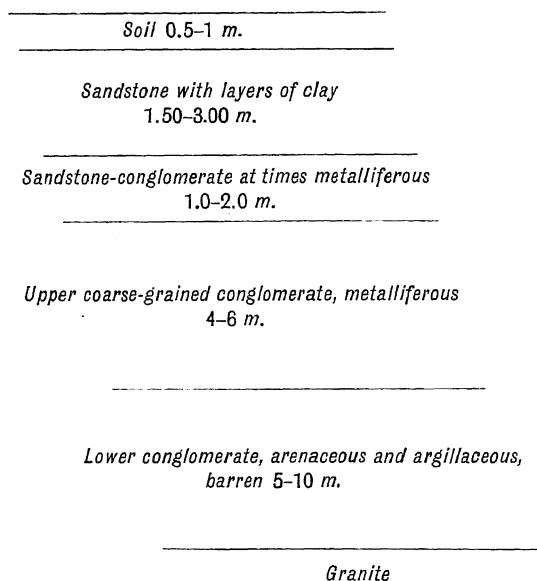 Soil 0.5–1 m.
Sandstone with layers of clay
1.50–3.00 m.
Sandstone-conglomerate at times metalliferous
1.0–2.0 m.
Upper coarse-grained conglomerate, metalliferous
4–6 m.
Lower conglomerate, arenaceous and argillaceous,
barren 5–10 m.
Granite